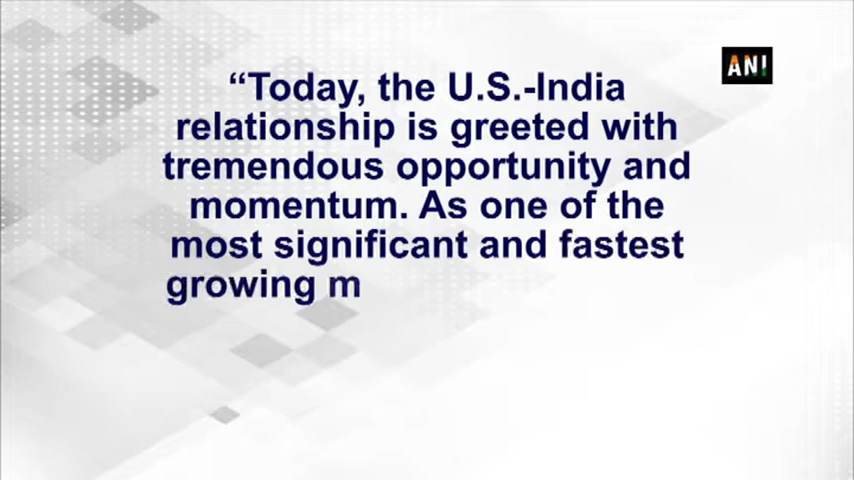 ANI
“Today, the U.S.-India
relationship is greeted with
tremendous opportunity and
momentum. As one of the
most significant and fastest
growing m